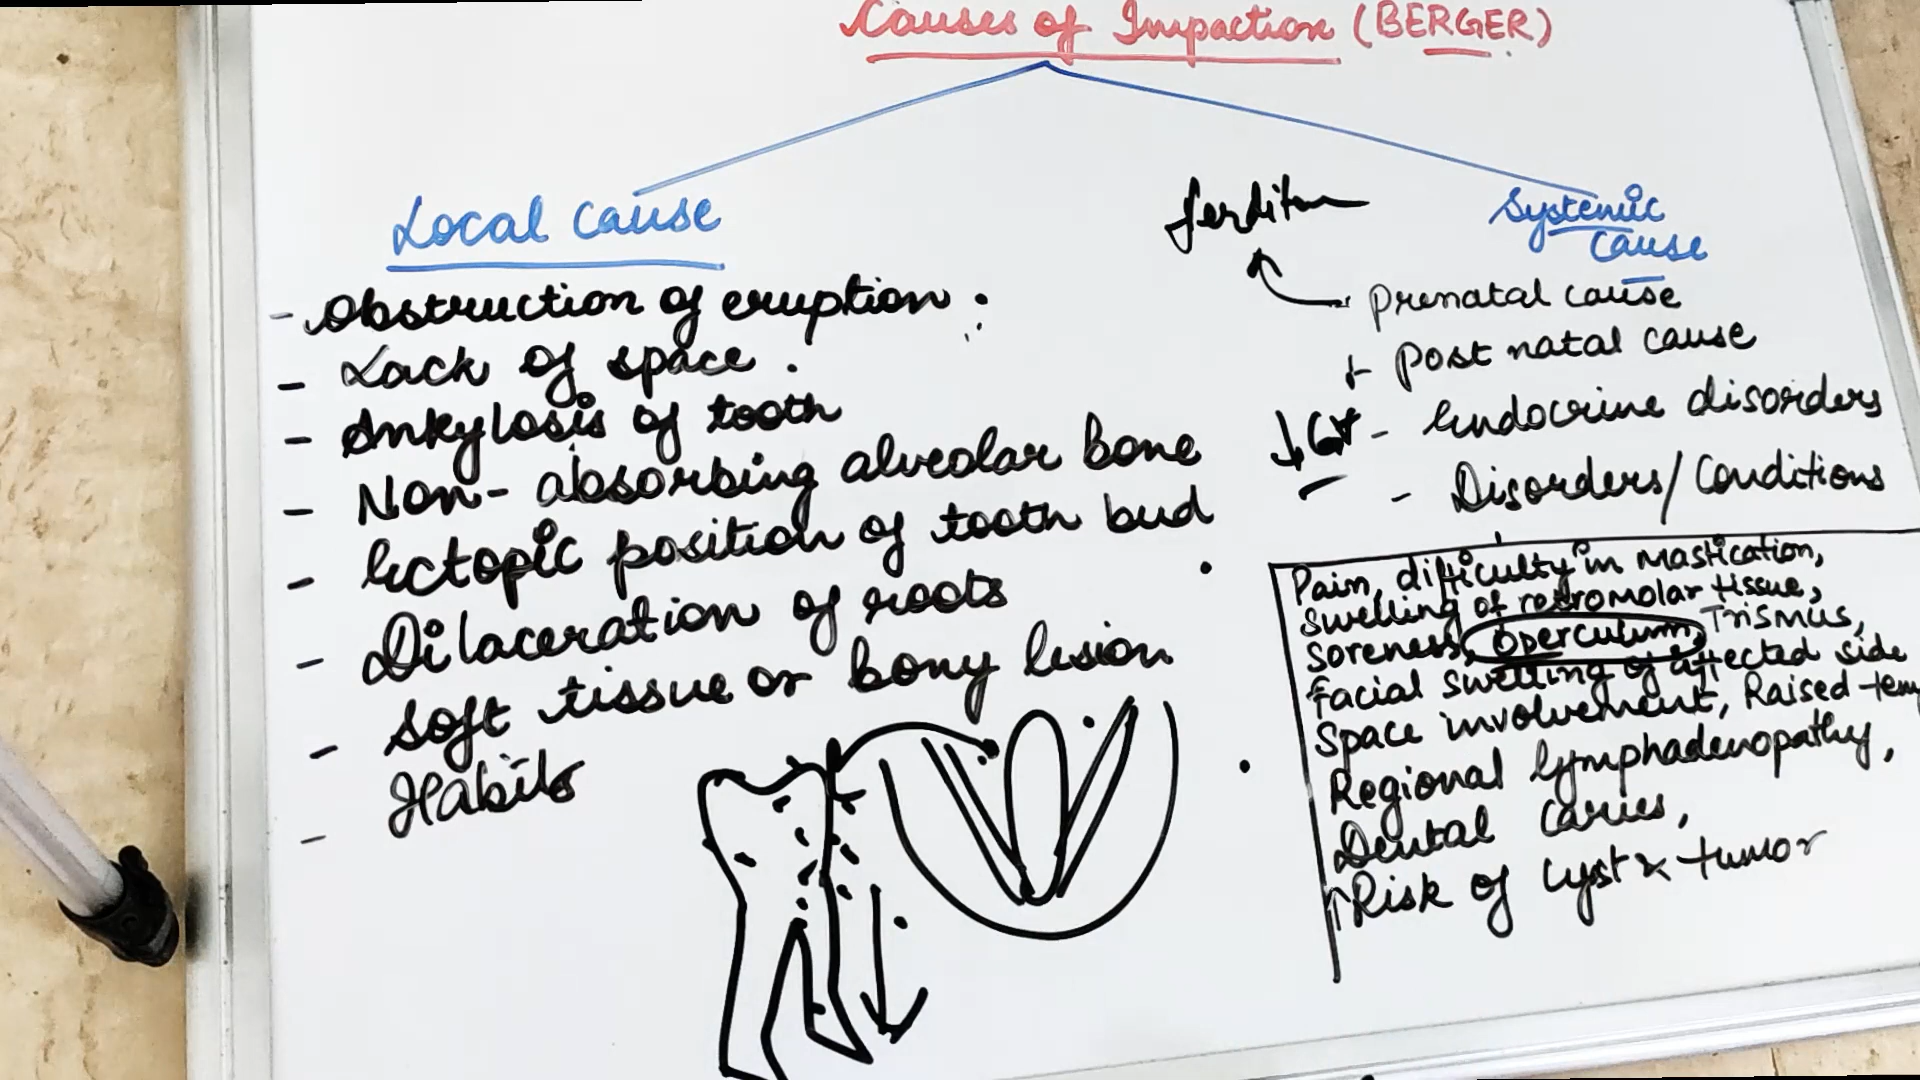 Causes of Impaction (BERGER)
Local cause
- Obstruction of eruption
- Lack of space
- Ankylosis of tooth
- Non-absorbing alveolar bone
- Ectopic position of tooth bud
- Dilaceration of roots
- Soft tissue or bony lesion
- Habits
Systemic
cause
Prenatal cause
Post natal cause
- Endocrine disorders
- Disorders/Conditions
Pain, difficulty in Mastication,
Swelling of retromolar tissue,
Soreness, operculum, Trismus,
facial swelling of affected side
Space involvement, Raised tem
Regional lymphadenopathy,
Dental caries,
↑Risk of cyst & tumor